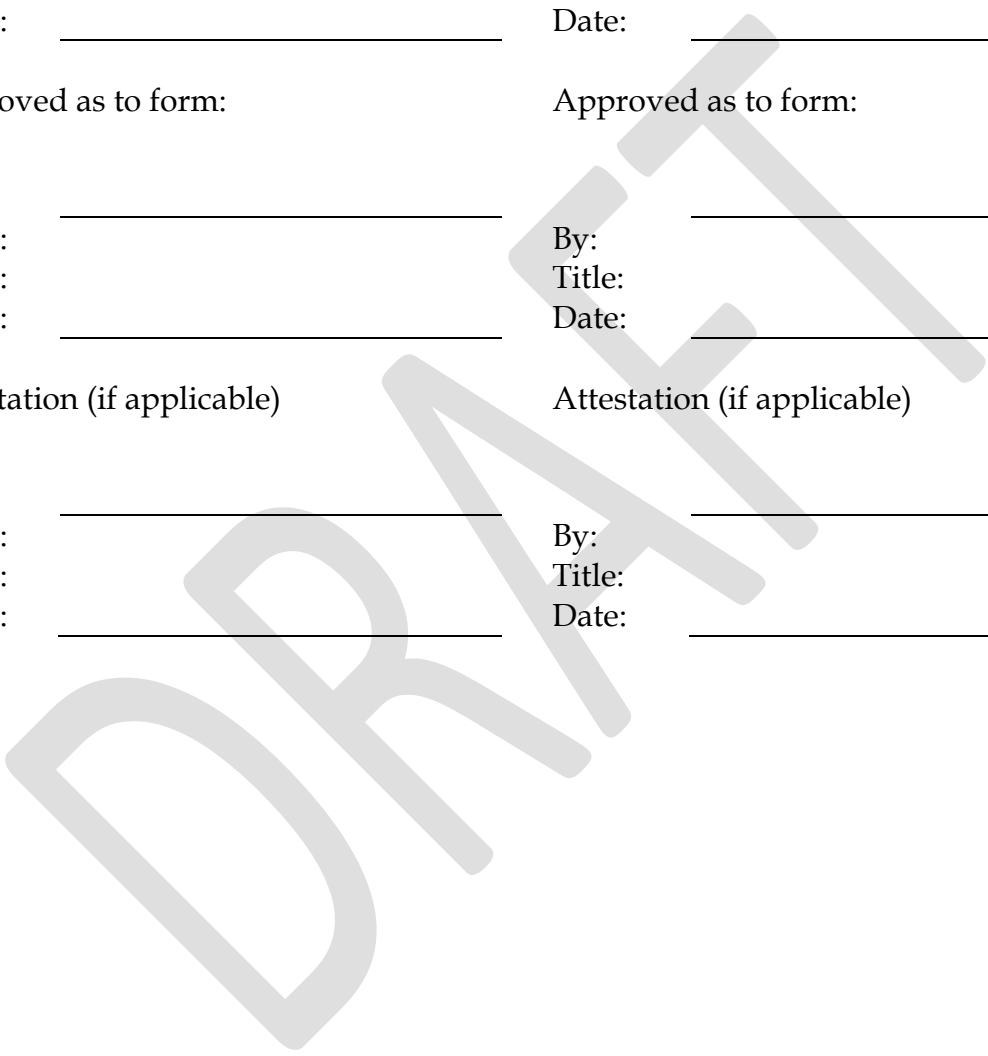 : Date:
oved as to form: Approved as to form:
: By:
: Title:
: Date:
tation (if applicable) Attestation (if applicable)
: By:
: Title:
: Date:
DRAFT